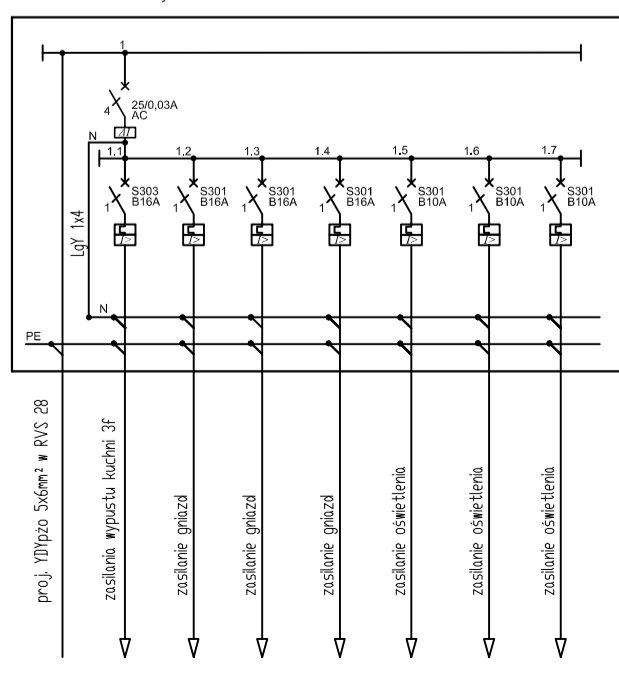 1
25/0,03A
4
AC
N
1.1
1.2
1.3
1.4
1.5
1.6
1.7
S303
B16A
1
S301
B16A
1
S301
B16A
1
S301
B16A
1
S301
B10A
1
S301
B10A
1
S301
B10A
1
LgY 1x4
N
PE
proj. YDYpżo 5x6mm² w RVS 28
zasilania wypustu kuchni 3f
zasilanie gniazd
zasilanie gniazd
zasilanie gniazd
zasilanie oświetlenia
zasilanie oświetlenia
zasilanie oświetlenia